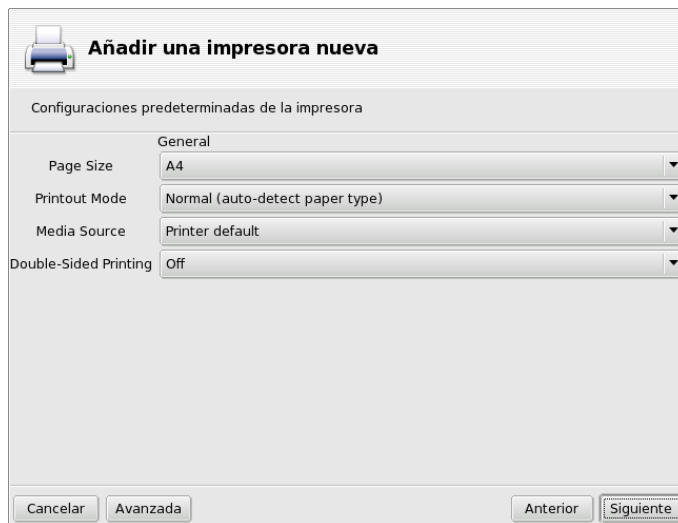 Añadir una impresora nueva
Configuraciones predeterminadas de la impresora
General
Page Size A4
Printout Mode Normal (auto-detect paper type)
Media Source Printer default
Double-Sided Printing Off
Cancelar Avanzada Anterior Siguiente